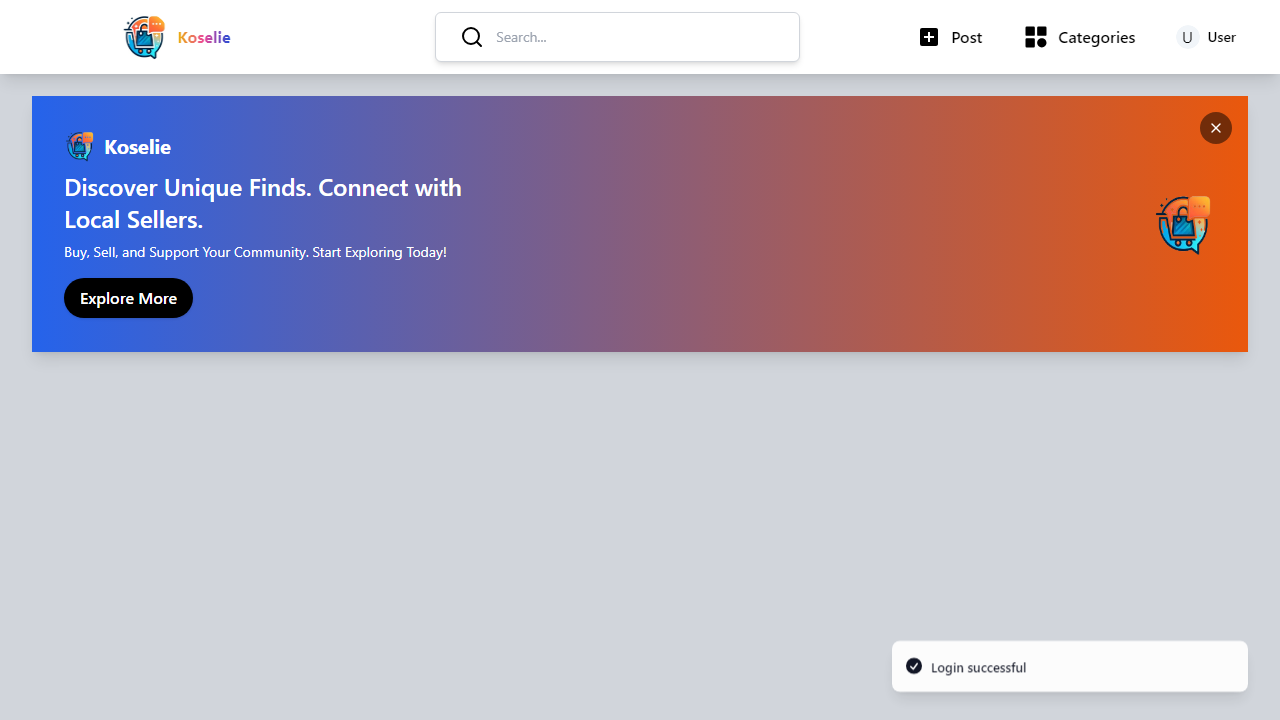 Koselie
Search...
Post
Categories
U
User
Koselie
Discover Unique Finds. Connect with
Local Sellers.
Buy, Sell, and Support Your Community. Start Exploring Today!
Explore More
Login successful